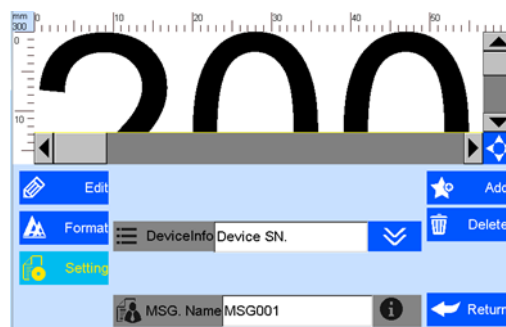 mm 0 10 20 30 40 50
300
0
200
10
Edit
Add
Format
DeviceInfo Device SN.
Delete
Setting
MSG. Name MSG001
Return